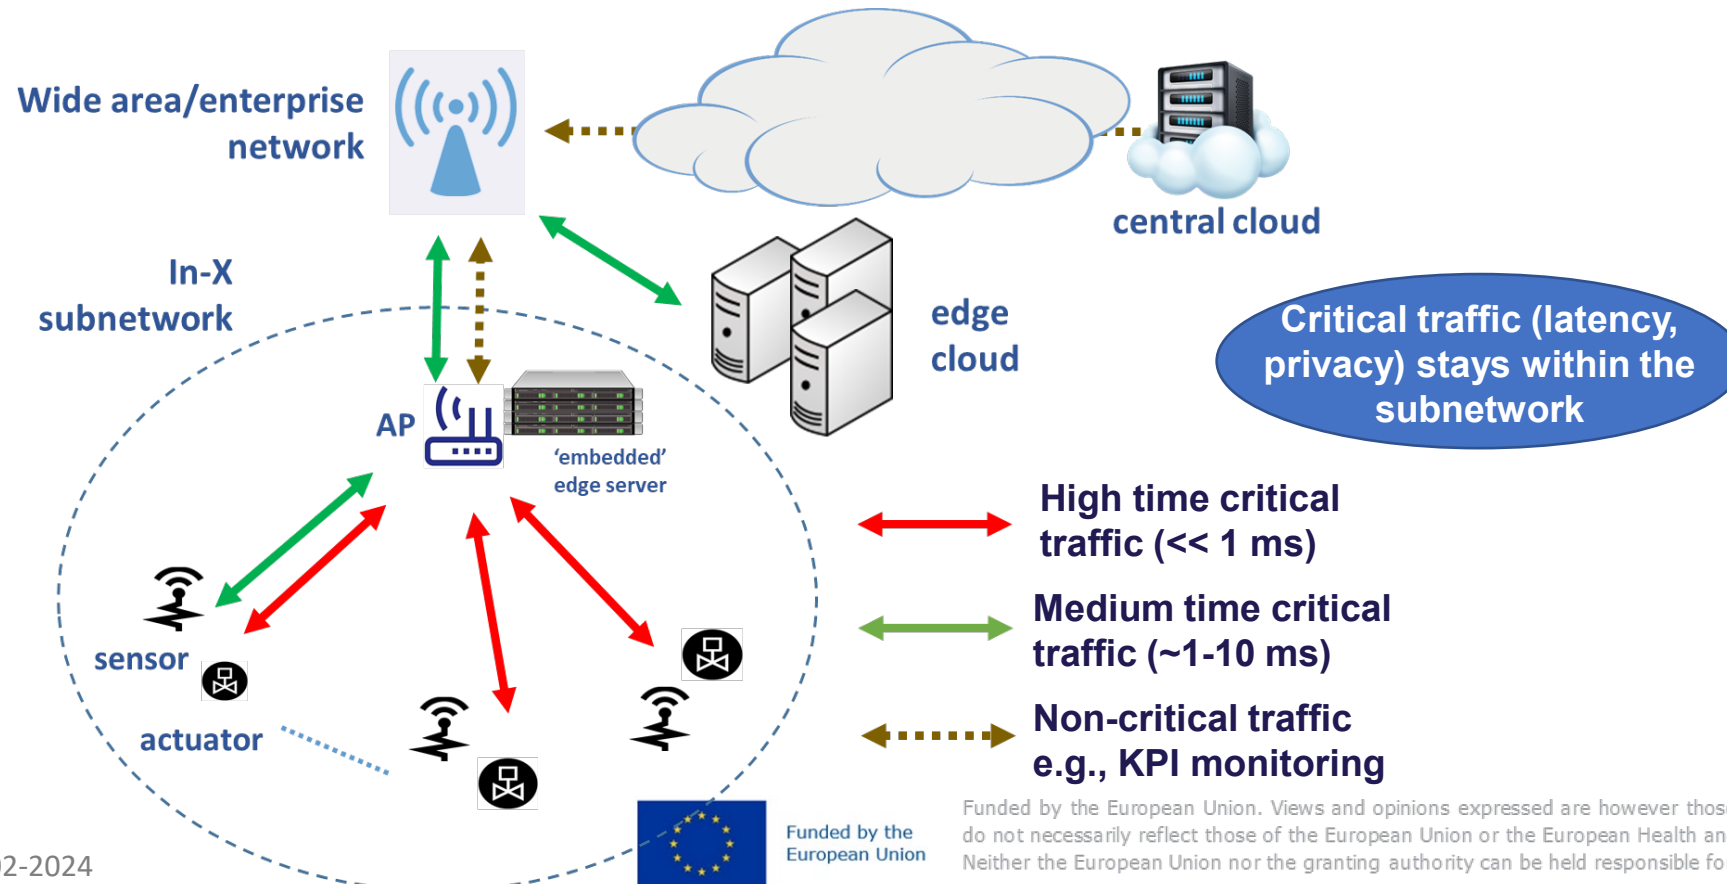 Wide area/enterprise
network
central cloud
In-X
subnetwork
edge
cloud
Critical traffic (latency,
privacy) stays within the
subnetwork
AP
'embedded'
edge server
High time critical
traffic (<< 1 ms)
Medium time critical
traffic (~1-10 ms)
sensor
actuator
Non-critical traffic
e.g., KPI monitoring
Funded by the
European Union
Funded by the European Union. Views and opinions expressed are however those
do not necessarily reflect those of the European Union or the European Health an
Neither the European Union nor the granting authority can be held responsible fo
02-2024